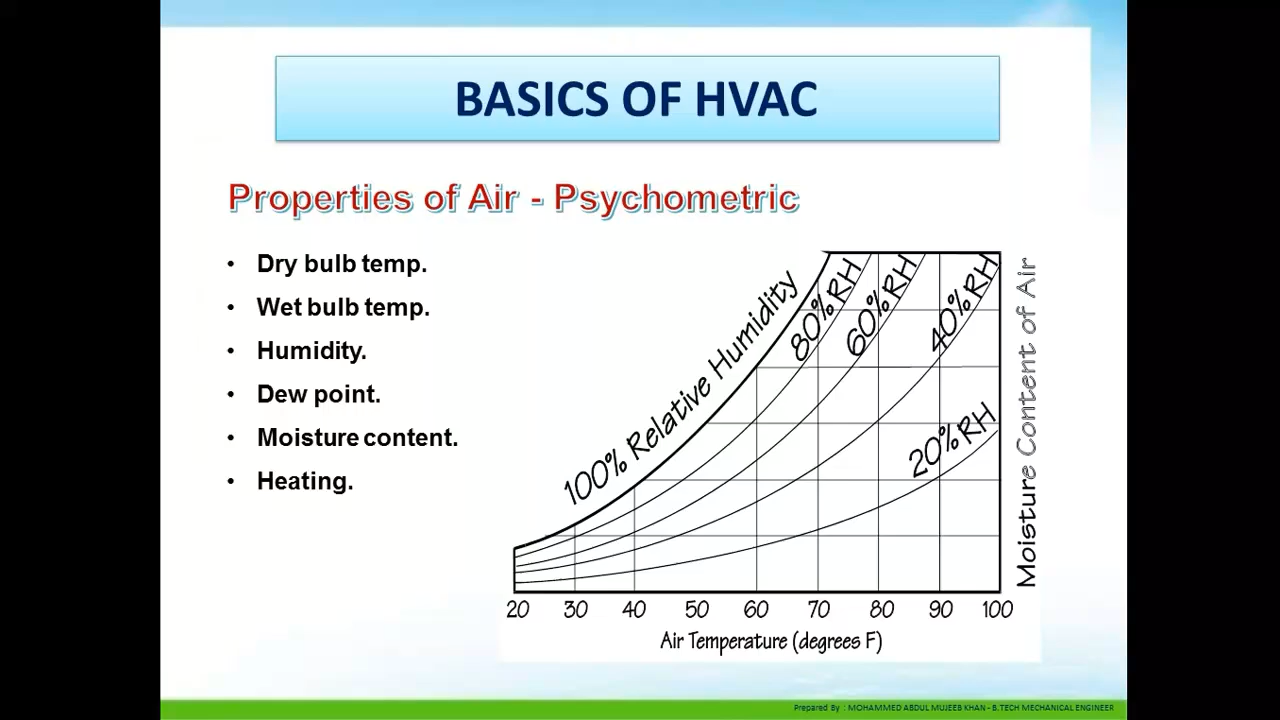 BASICS OF HVAC
Properties of Air - Psychometric
• Dry bulb temp.
• Wet bulb temp.
• Humidity.
• Dew point.
• Moisture content.
• Heating.
100% Relative Humidity
80% RH
60% RH
40% RH
20% RH
Moisture Content of Air
20 30 40 50 60 70 80 90 100
Air Temperature (degrees F)
Prepared By : MOHAMMED ABDUL MUJEEB KHAN - B.TECH MECHANICAL ENGINEER